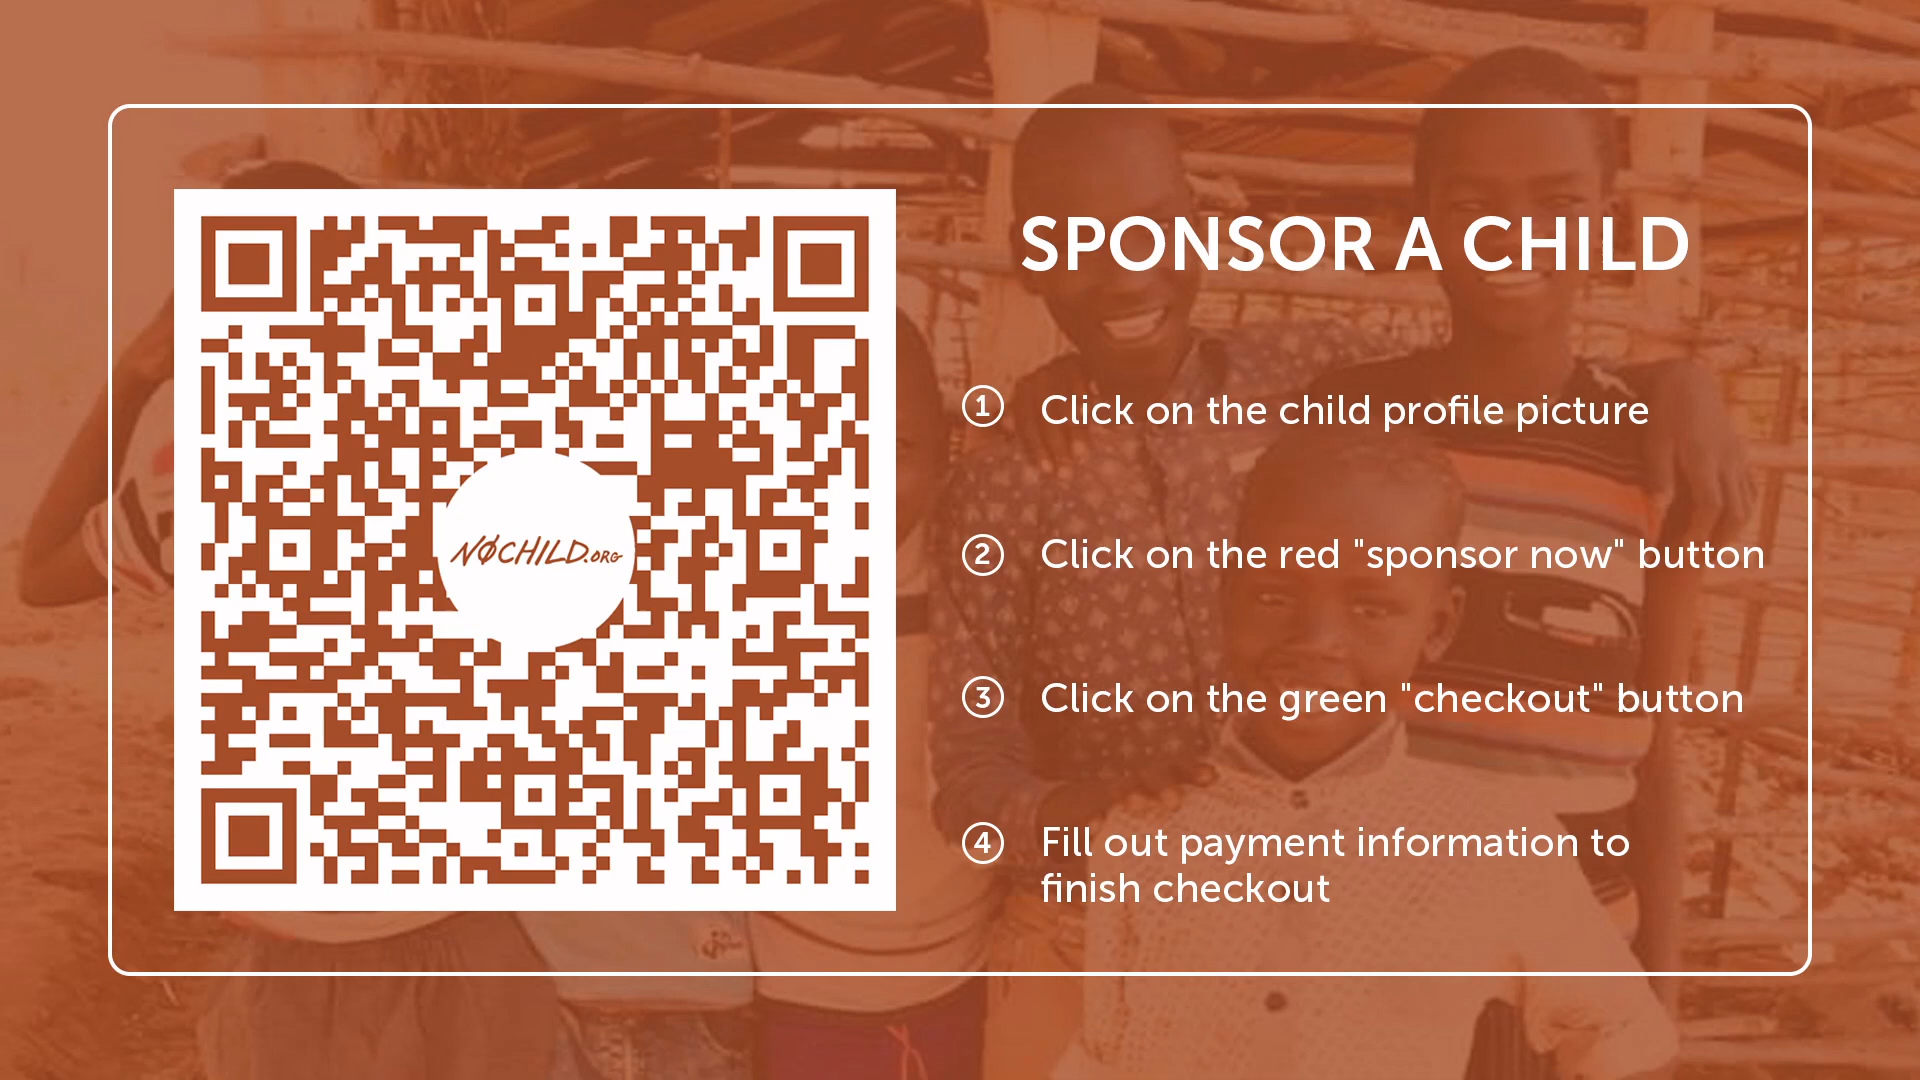 SPONSOR A CHILD
1 Click on the child profile picture
2 Click on the red "sponsor now" button
3 Click on the green "checkout" button
4 Fill out payment information to
finish checkout
NØCHILD.ORG